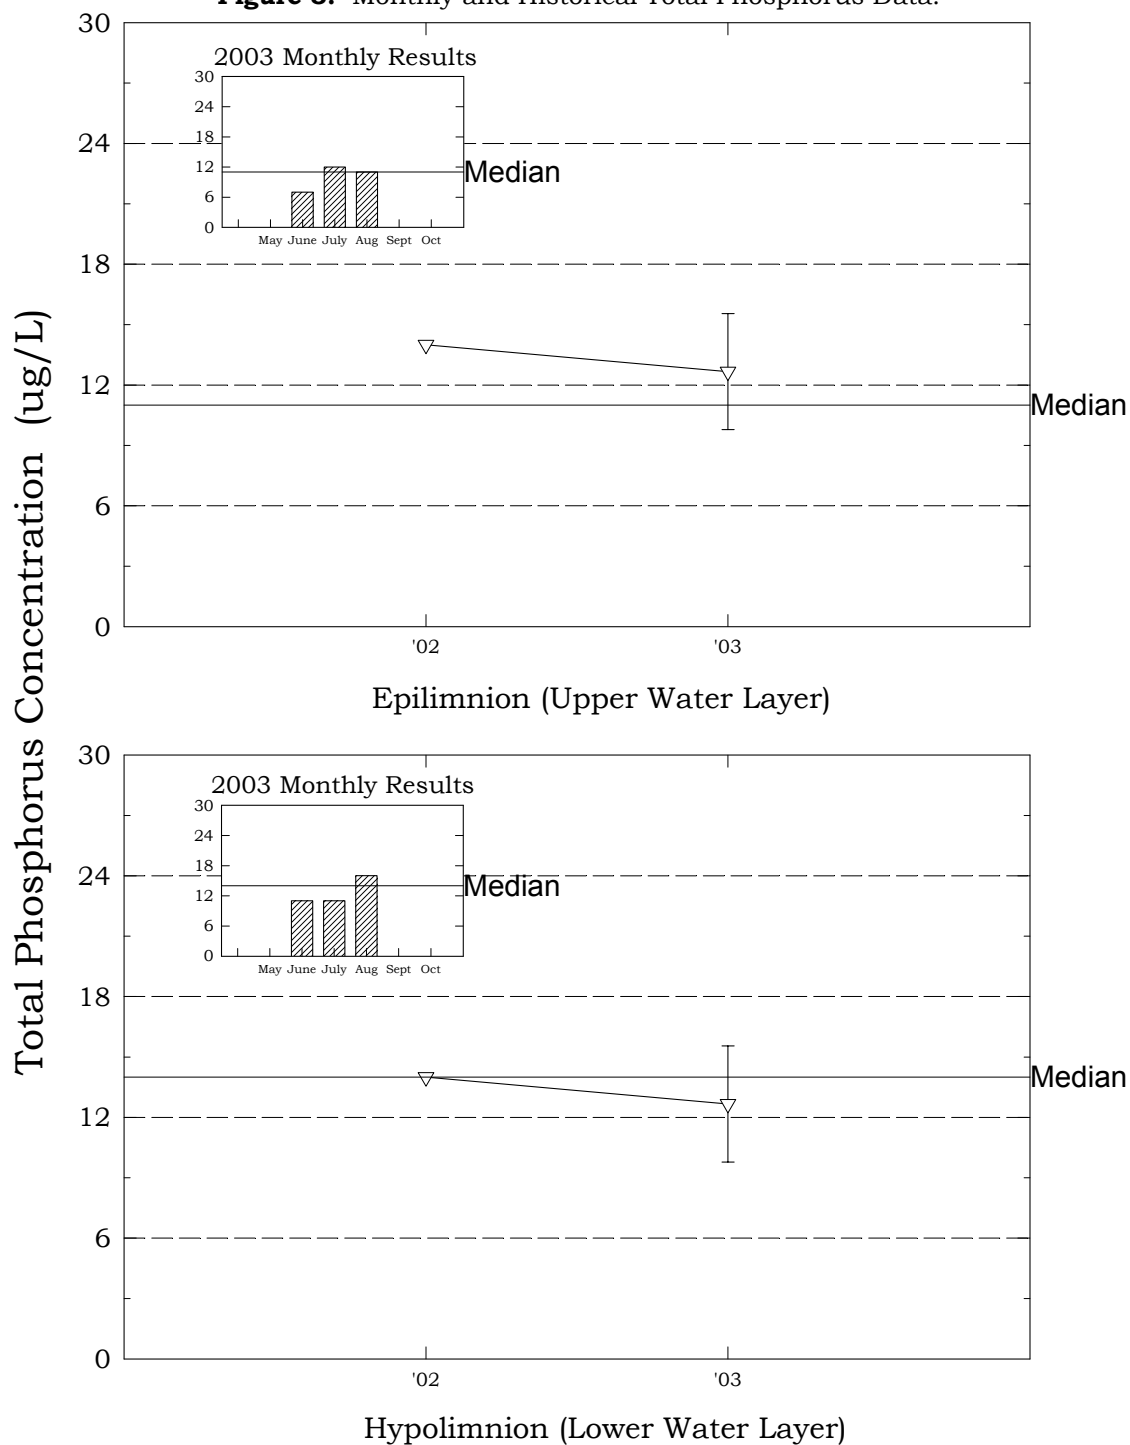 Monthly and Historical Total Phosphorus Data.
Total Phosphorus Concentration (ug/L)
30
24
18
12
6
0
2003 Monthly Results
30
24
18
12
6
0
May June July Aug Sept Oct
Median
Median
'02 '03
Epilimnion (Upper Water Layer)
30
24
18
12
6
0
2003 Monthly Results
30
24
18
12
6
0
May June July Aug Sept Oct
Median
Median
'02 '03
Hypolimnion (Lower Water Layer)